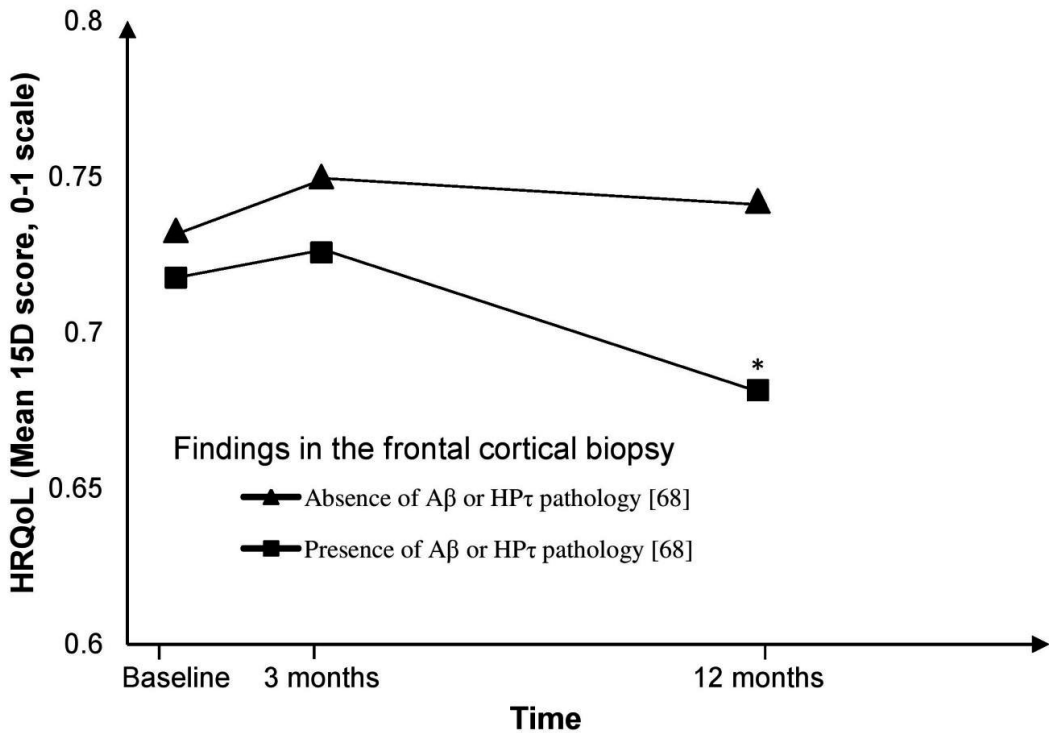 0.8
0.75
0.7
0.65
0.6
HRQoL (Mean 15D score, 0-1 scale)
*
Findings in the frontal cortical biopsy
Absence of Aβ or HPτ pathology [68]
Presence of Aβ or HPτ pathology [68]
Baseline 3 months 12 months
Time